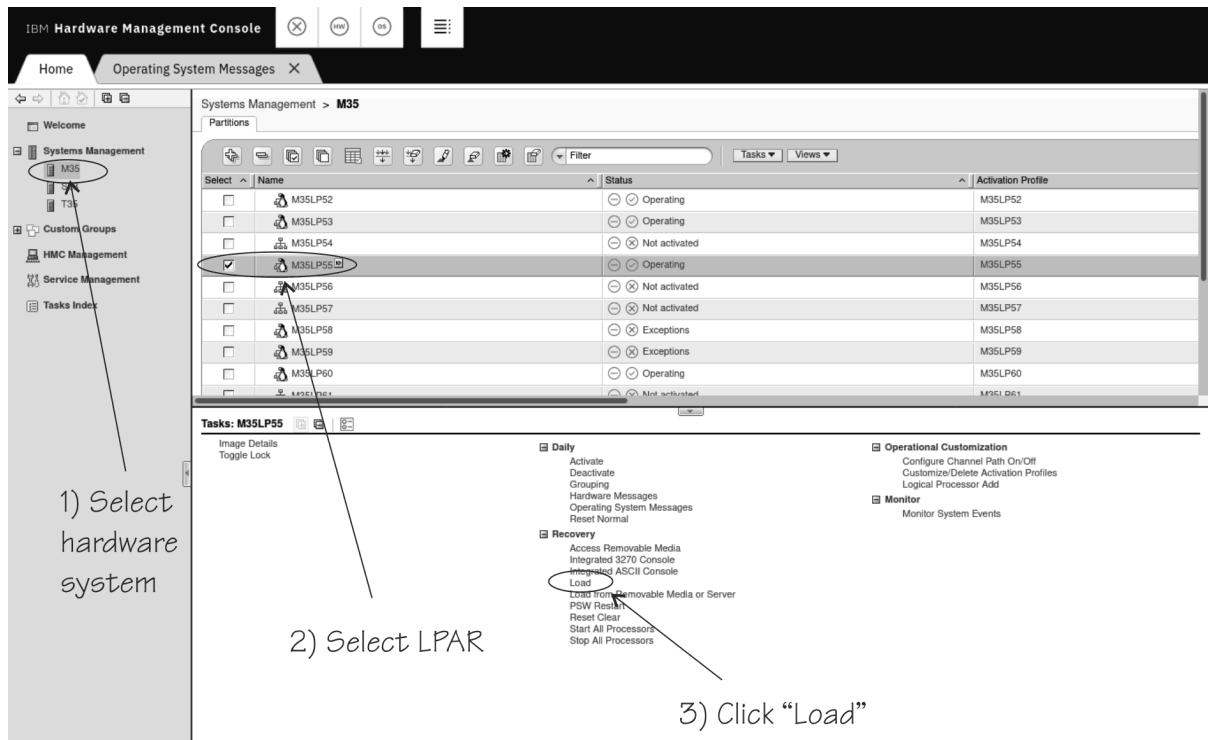 IBM Hardware Management Console
HW
OS
Home
Operating System Messages
Welcome
Systems Management
M35
T35
Custom Groups
HMC Management
Service Management
Tasks Index
Systems Management > M35
Partitions
Filter
Tasks
Views
Select Name Status Activation Profile
M35LP52 Operating M35LP52
M35LP53 Operating M35LP53
M35LP54 Not activated M35LP54
M35LP55 Operating M35LP55
M35LP56 Not activated M35LP56
M35LP57 Not activated M35LP57
M35LP58 Exceptions M35LP58
M35LP59 Exceptions M35LP59
M35LP60 Operating M35LP60
M35LP61 Not activated M35LP61
Tasks: M35LP55
Image Details
Toggle Lock
Daily
Activate
Deactivate
Grouping
Hardware Messages
Operating System Messages
Reset Normal
Recovery
Access Removable Media
Integrated 3270 Console
Integrated ASCII Console
Load
Load from Removable Media or Server
PSW Restart
Reset Clear
Start All Processors
Stop All Processors
Operational Customization
Configure Channel Path On/Off
Customize/Delete Activation Profiles
Logical Processor Add
Monitor
Monitor System Events
1) Select
hardware
system
2) Select LPAR
3) Click “Load”